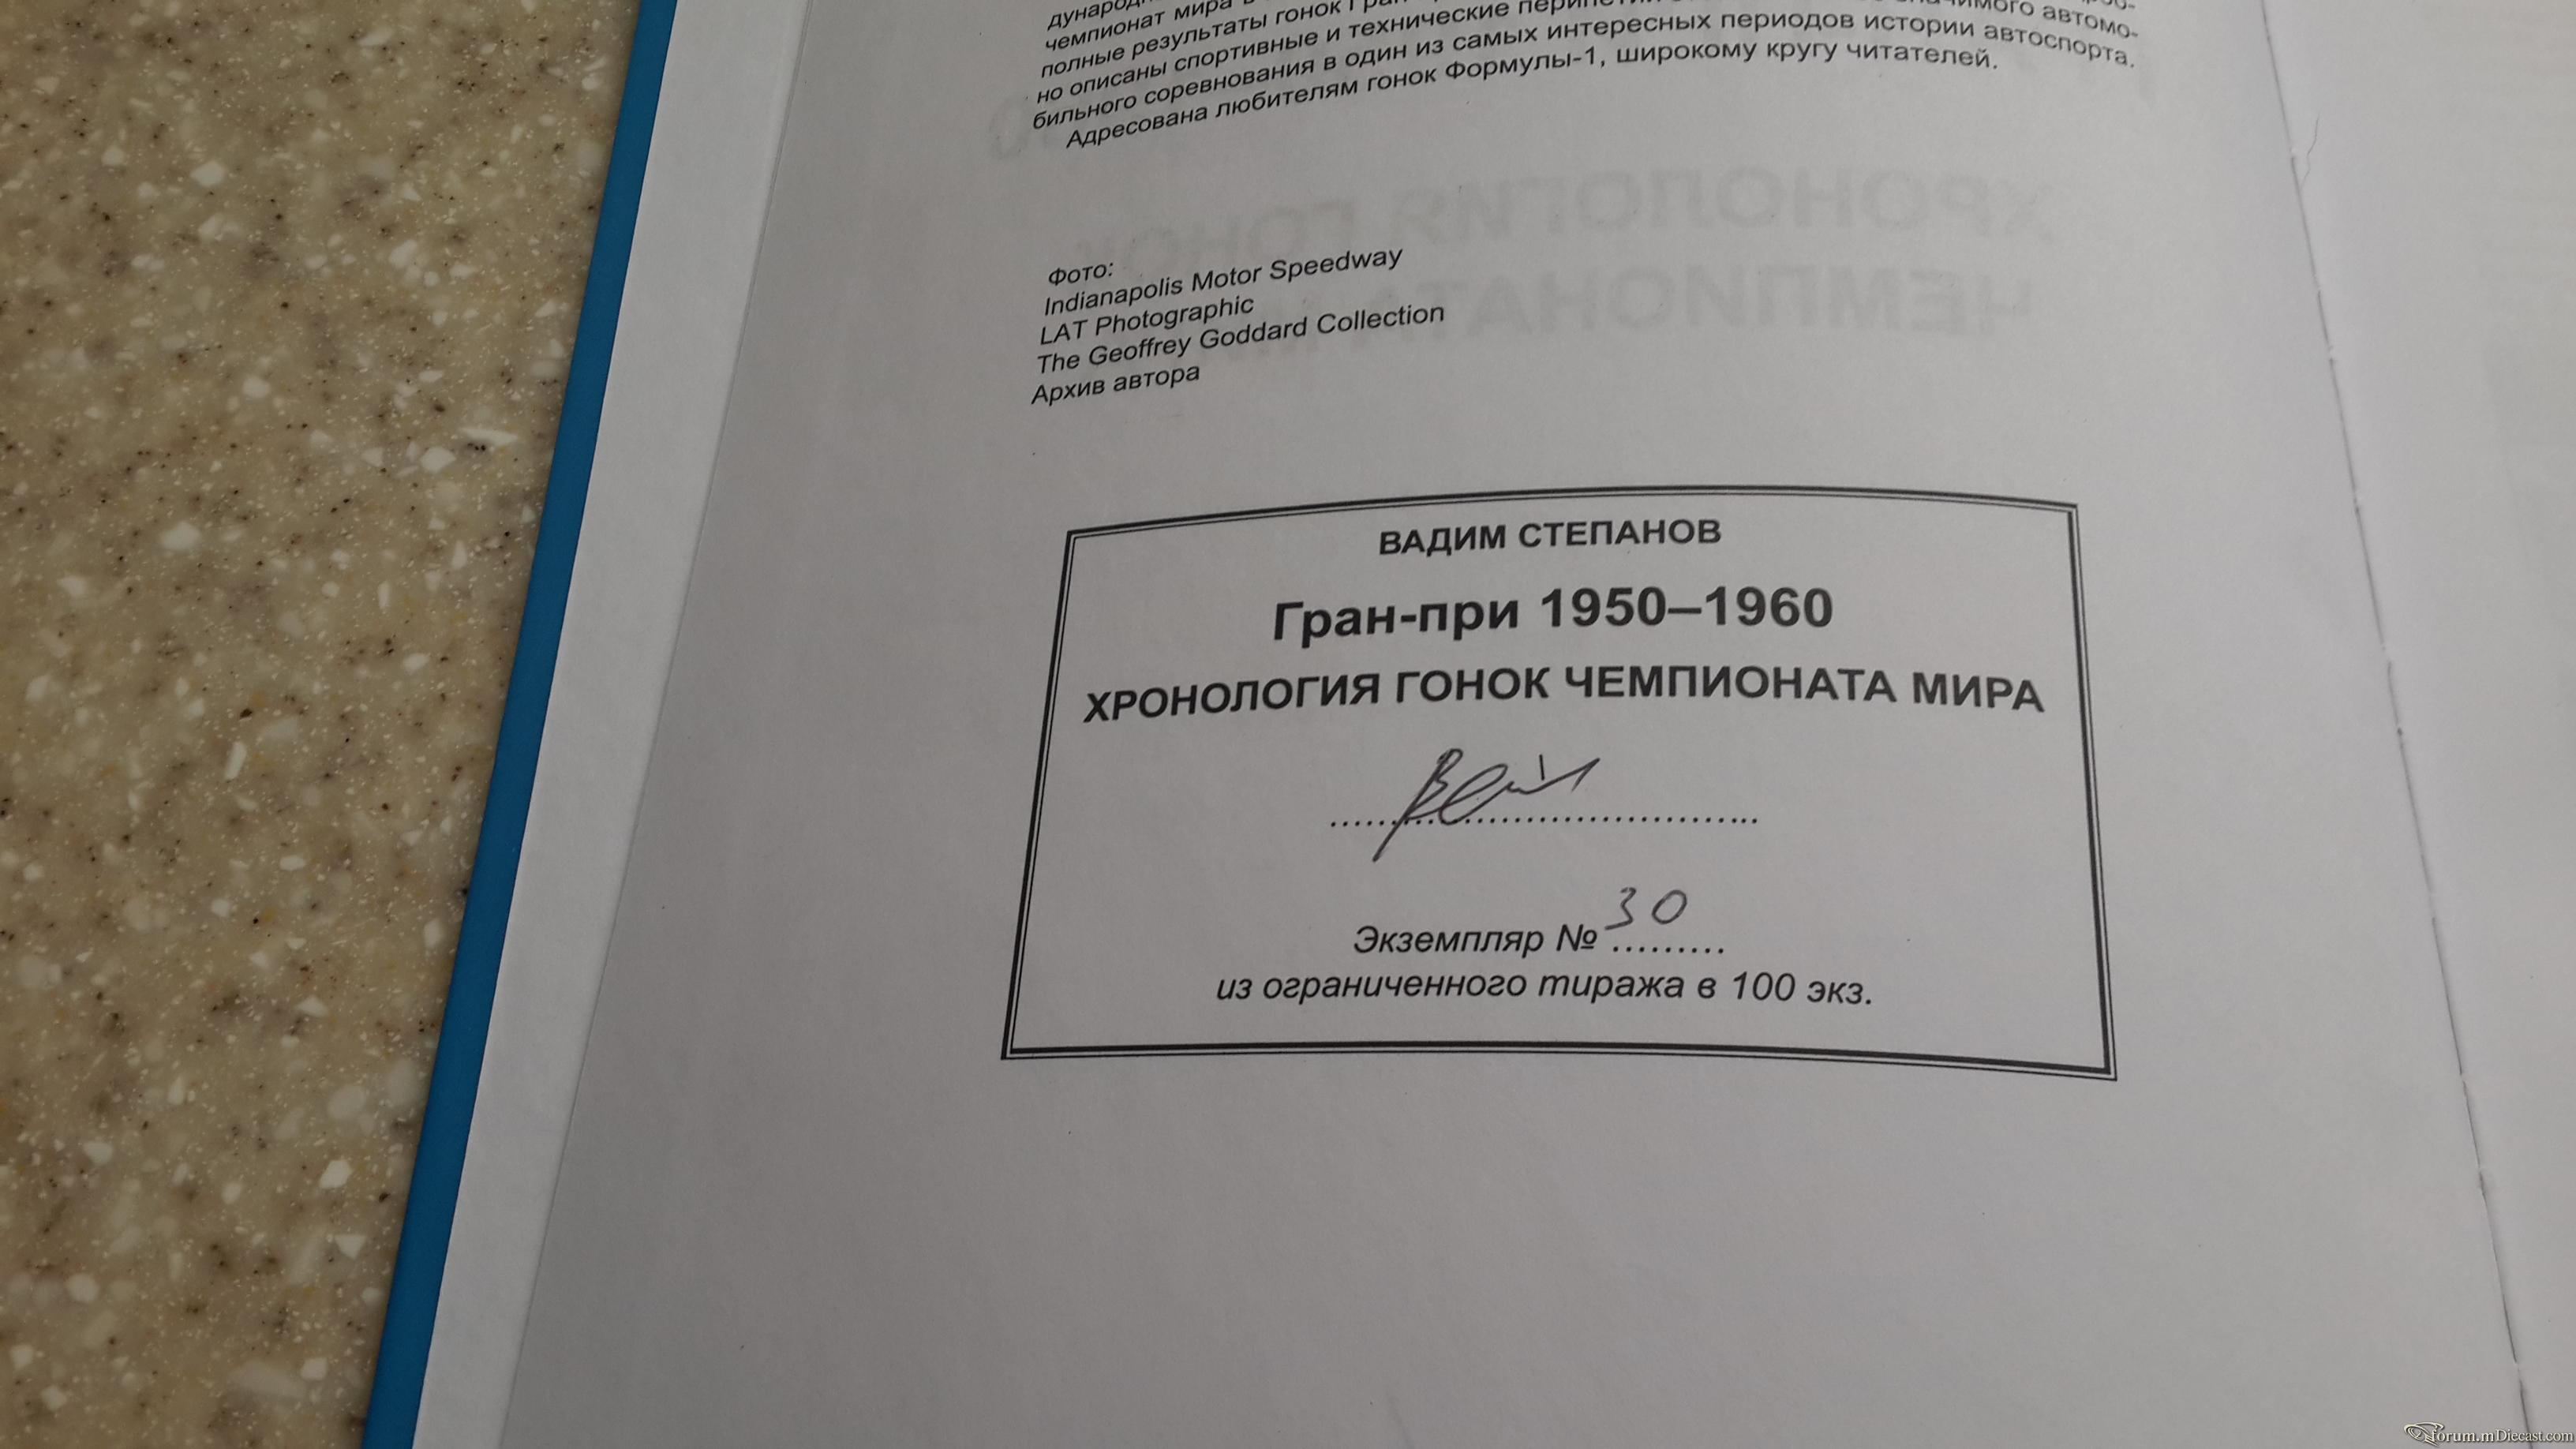 чемпионат мира
полные результаты гонок
но описаны спортивные и технические автомо-
бильного соревнования в один из самых интересных периодов истории автоспорта.
Адресована любителям гонок Формулы-1, широкому кругу читателей.
Фото:
Indianapolis Motor Speedway
LAT Photographic
The Geoffrey Goddard Collection
Архив автора
ВАДИМ СТЕПАНОВ
Гран-при 1950–1960
ХРОНОЛОГИЯ ГОНОК ЧЕМПИОНАТА МИРА
Экземпляр № 30
из ограниченного тиража в 100 экз.
forum.mDiecast.com